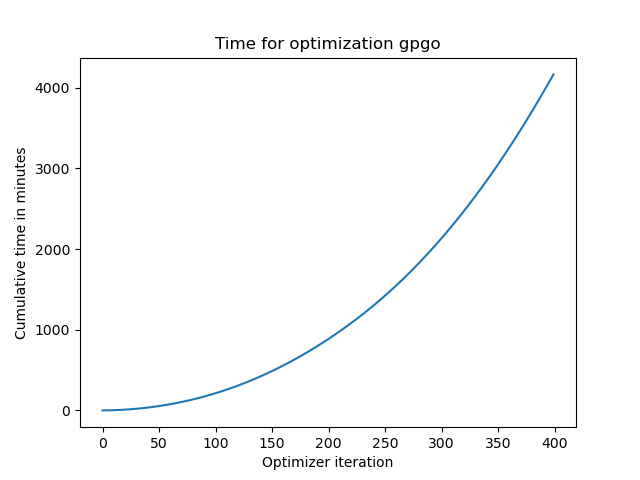 Time for optimization gpgo
Cumulative time in minutes
4000
3000
2000
1000
0
0 50 100 150 200 250 300 350 400
Optimizer iteration